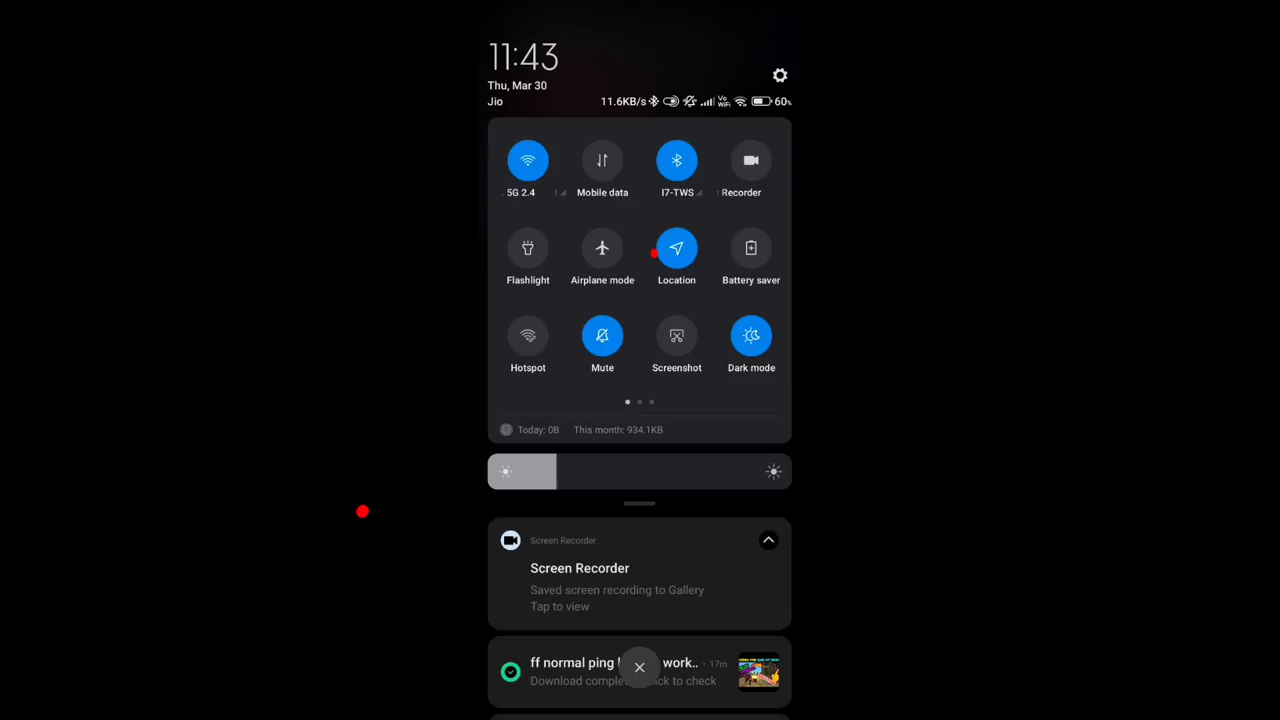 11:43
Thu, Mar 30
Jio
11.6KB/s Vo WiFi 60%
5G 2.4
Mobile data
I7-TWS
Recorder
Flashlight
Airplane mode
Location
Battery saver
Hotspot
Mute
Screenshot
Dark mode
Today: 0B This month: 934.1KB
Screen Recorder
Screen Recorder
Saved screen recording to Gallery
Tap to view
ff normal ping work.. • 17m
Download to check